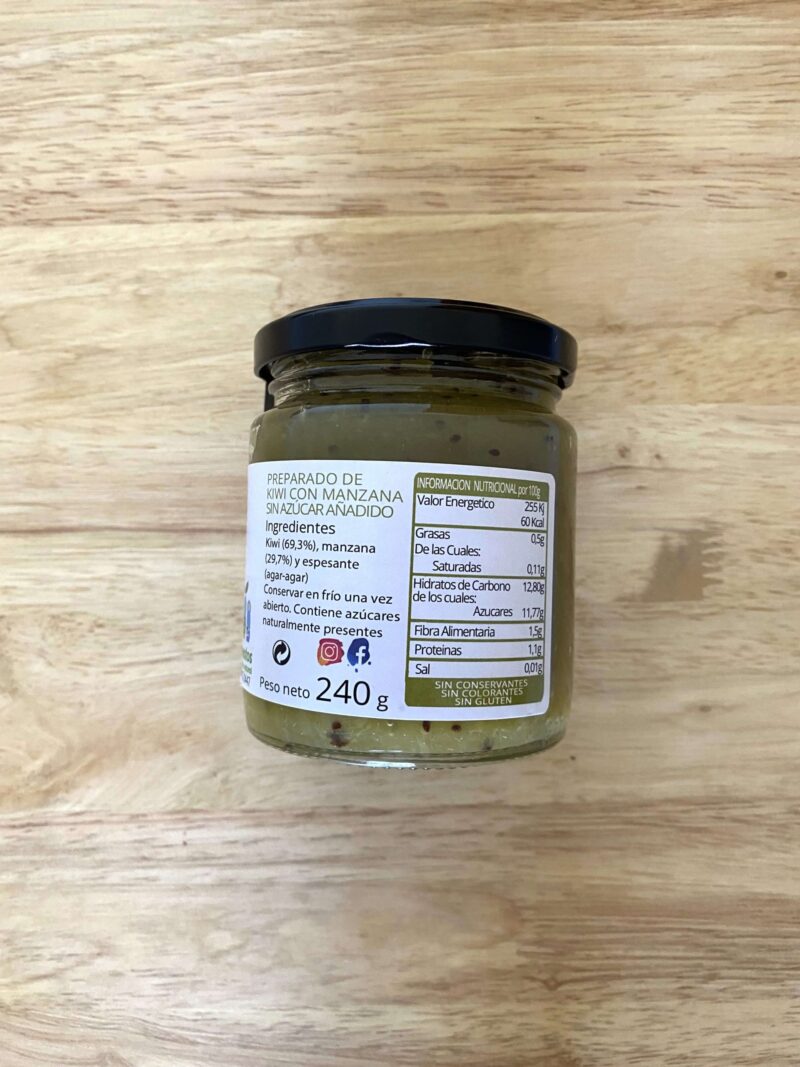 PREPARADO DE
KIWI CON MANZANA
SIN AZÚCAR AÑADIDO
Ingredientes
Kiwi (69,3%), manzana
(29,7%) y espesante
(agar-agar)
Conservar en frío una vez
abierto. Contiene azúcares
naturalmente presentes
Peso neto 240 g
INFORMACION NUTRICIONAL por 100g
Valor Energetico 255 Kj
60 Kcal
Grasas 0,5g
De las Cuales:
Saturadas 0,11g
Hidratos de Carbono 12,80g
de los cuales:
Azucares 11,77g
Fibra Alimentaria 1,5g
Proteinas 1,1g
Sal 0,01g
SIN CONSERVANTES
SIN COLORANTES
SIN GLUTEN